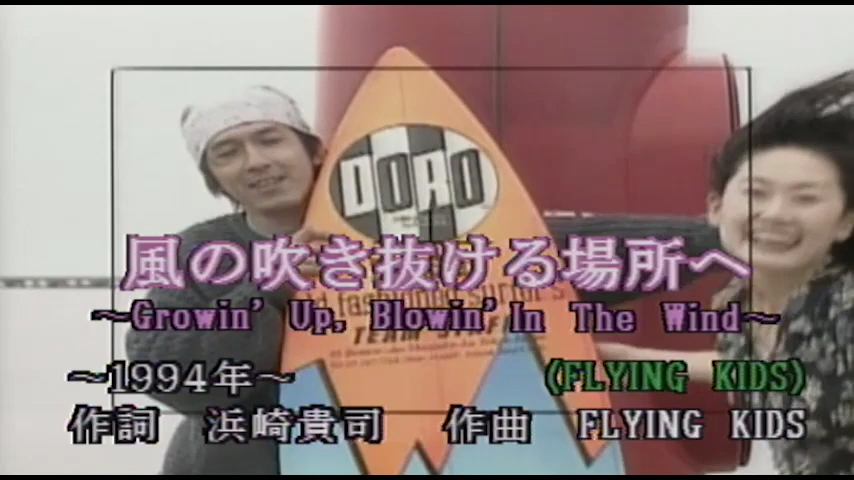 DORO
風の吹き抜ける場所へ
~Growin' Up, Blowin' In The Wind~
TEAM
~1994年~ (FLYING KIDS)
作詞 浜崎貴司 作曲 FLYING KIDS